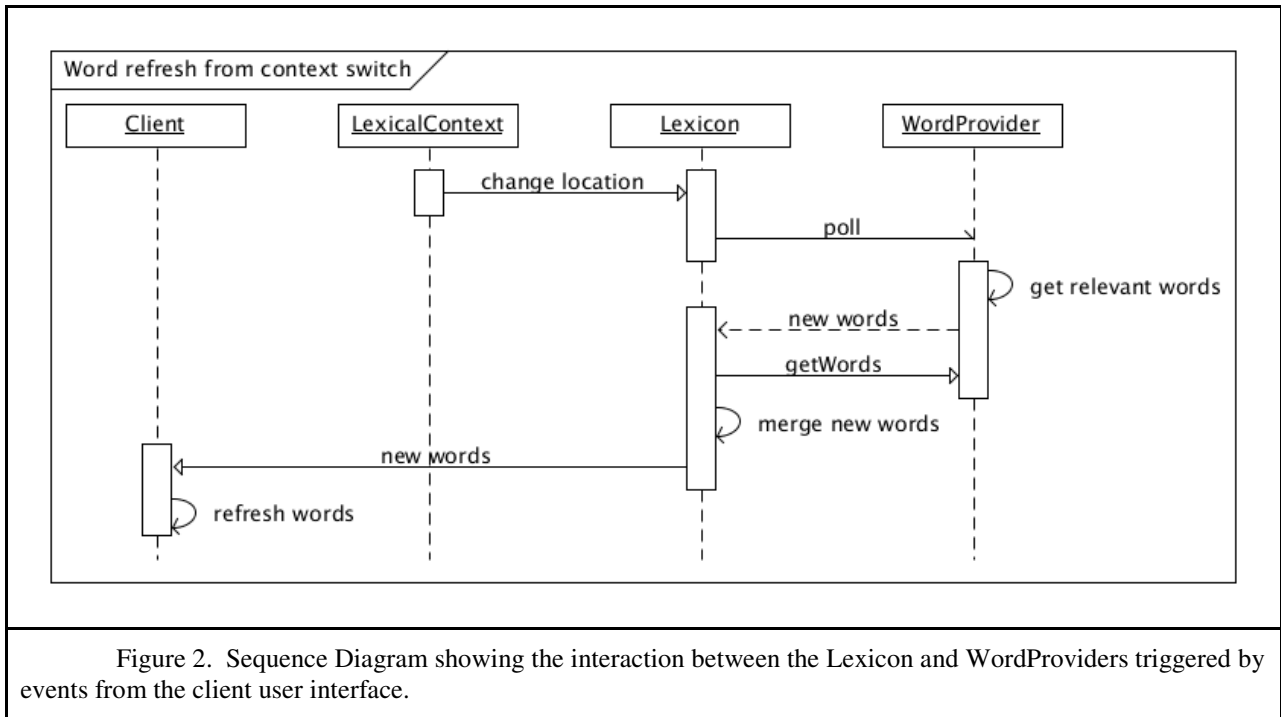 Word refresh from context switch
Client LexicalContext Lexicon WordProvider
change location
poll
get relevant words
new words
getWords
merge new words
new words
refresh words
Figure 2. Sequence Diagram showing the interaction between the Lexicon and WordProviders triggered by
events from the client user interface.